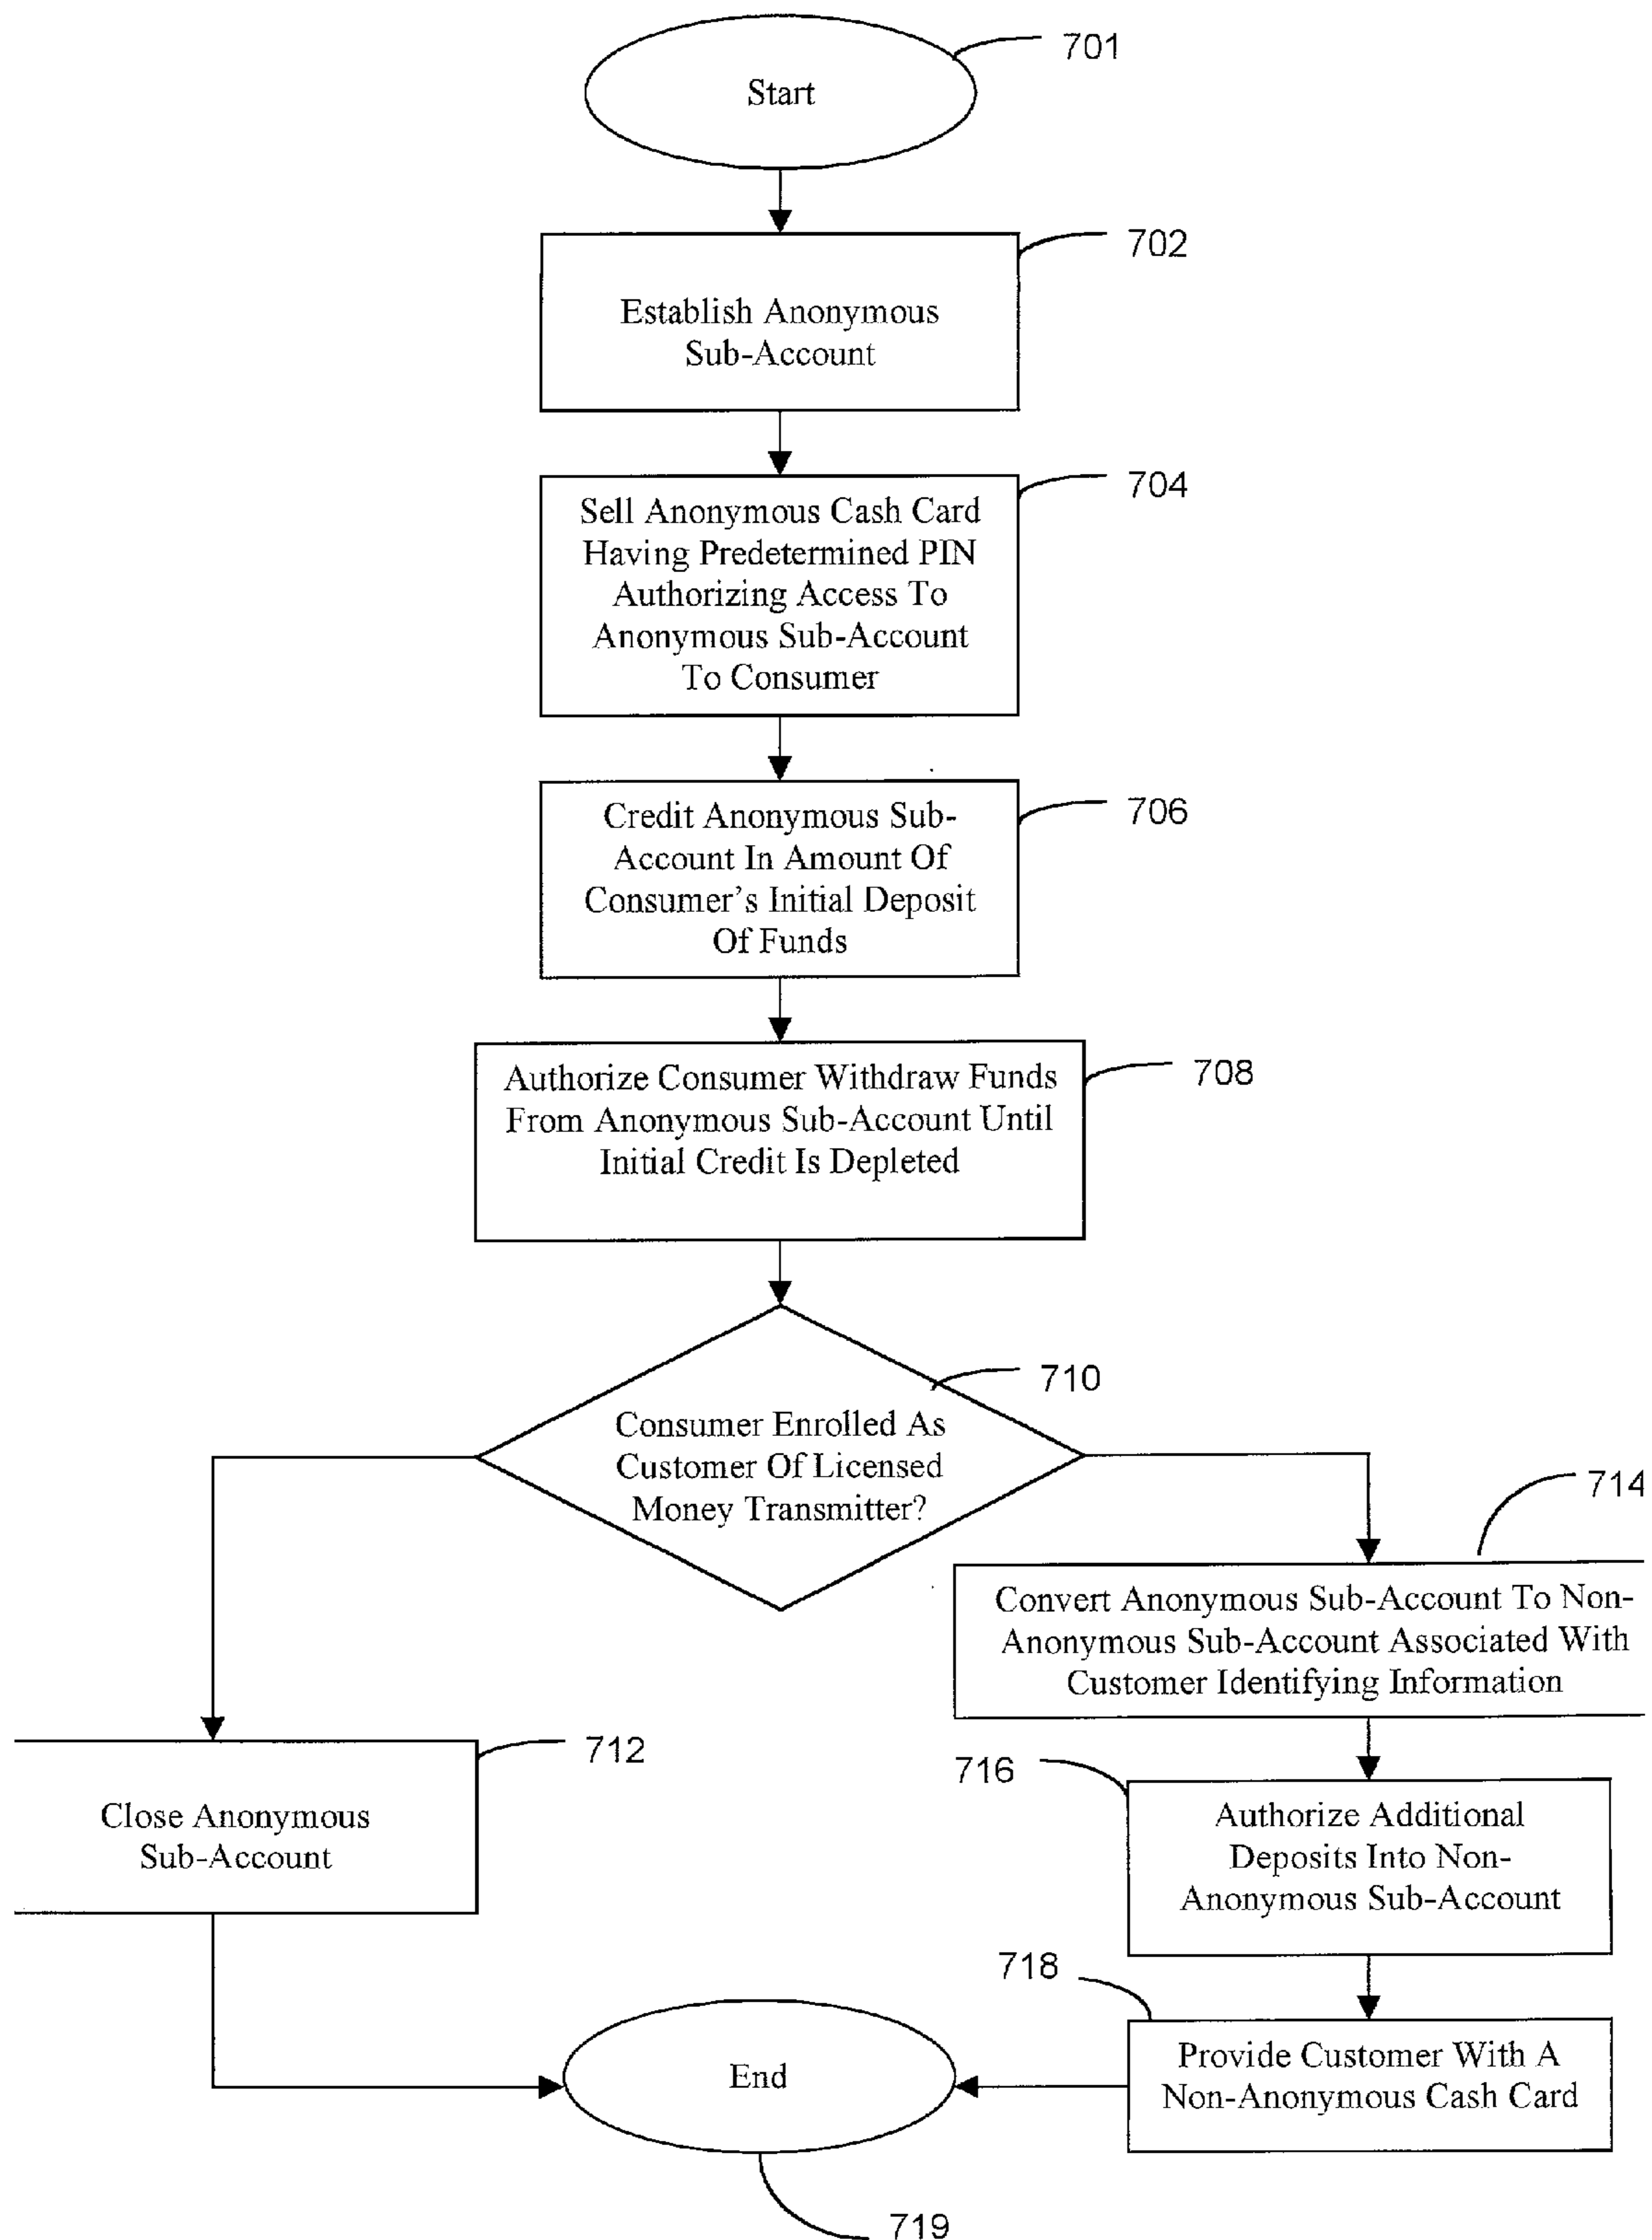 701
Start
702
Establish Anonymous
Sub-Account
704
Sell Anonymous Cash Card
Having Predetermined PIN
Authorizing Access To
Anonymous Sub-Account
To Consumer
706
Credit Anonymous Sub-
Account In Amount Of
Consumer's Initial Deposit
Of Funds
708
Authorize Consumer Withdraw Funds
From Anonymous Sub-Account Until
Initial Credit Is Depleted
710
Consumer Enrolled As
Customer Of Licensed
Money Transmitter?
714
Convert Anonymous Sub-Account To Non-
Anonymous Sub-Account Associated With
Customer Identifying Information
712
Close Anonymous
Sub-Account
716
Authorize Additional
Deposits Into Non-
Anonymous Sub-Account
718
Provide Customer With A
Non-Anonymous Cash Card
End
719